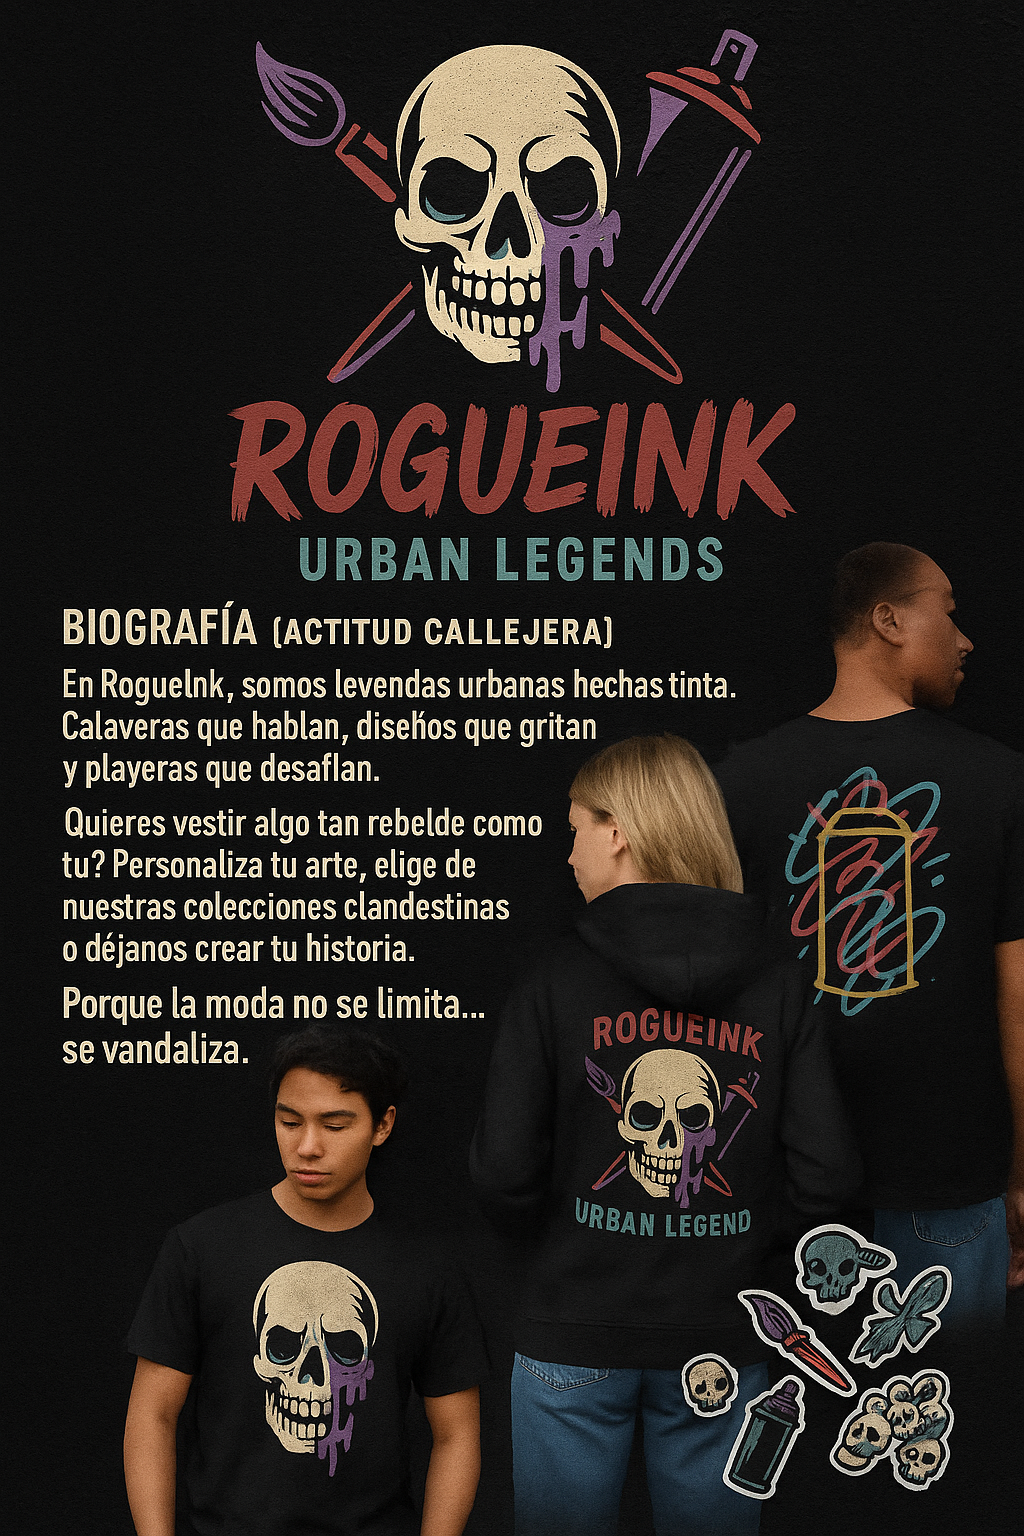 ROGUEINK
URBAN LEGENDS
BIOGRAFÍA (ACTITUD CALLEJERA)
En RogueInk, somos levendas urbanas hechas tinta.
Calaveras que hablan, diseños que gritan
y playeras que desaflan.
Quieres vestir algo tan rebelde como
tu? Personaliza tu arte, elige de
nuestras colecciones clandestinas
o déjanos crear tu historia.
Porque la moda no se limita...
se vandaliza.
ROGUEINK
URBAN LEGEND